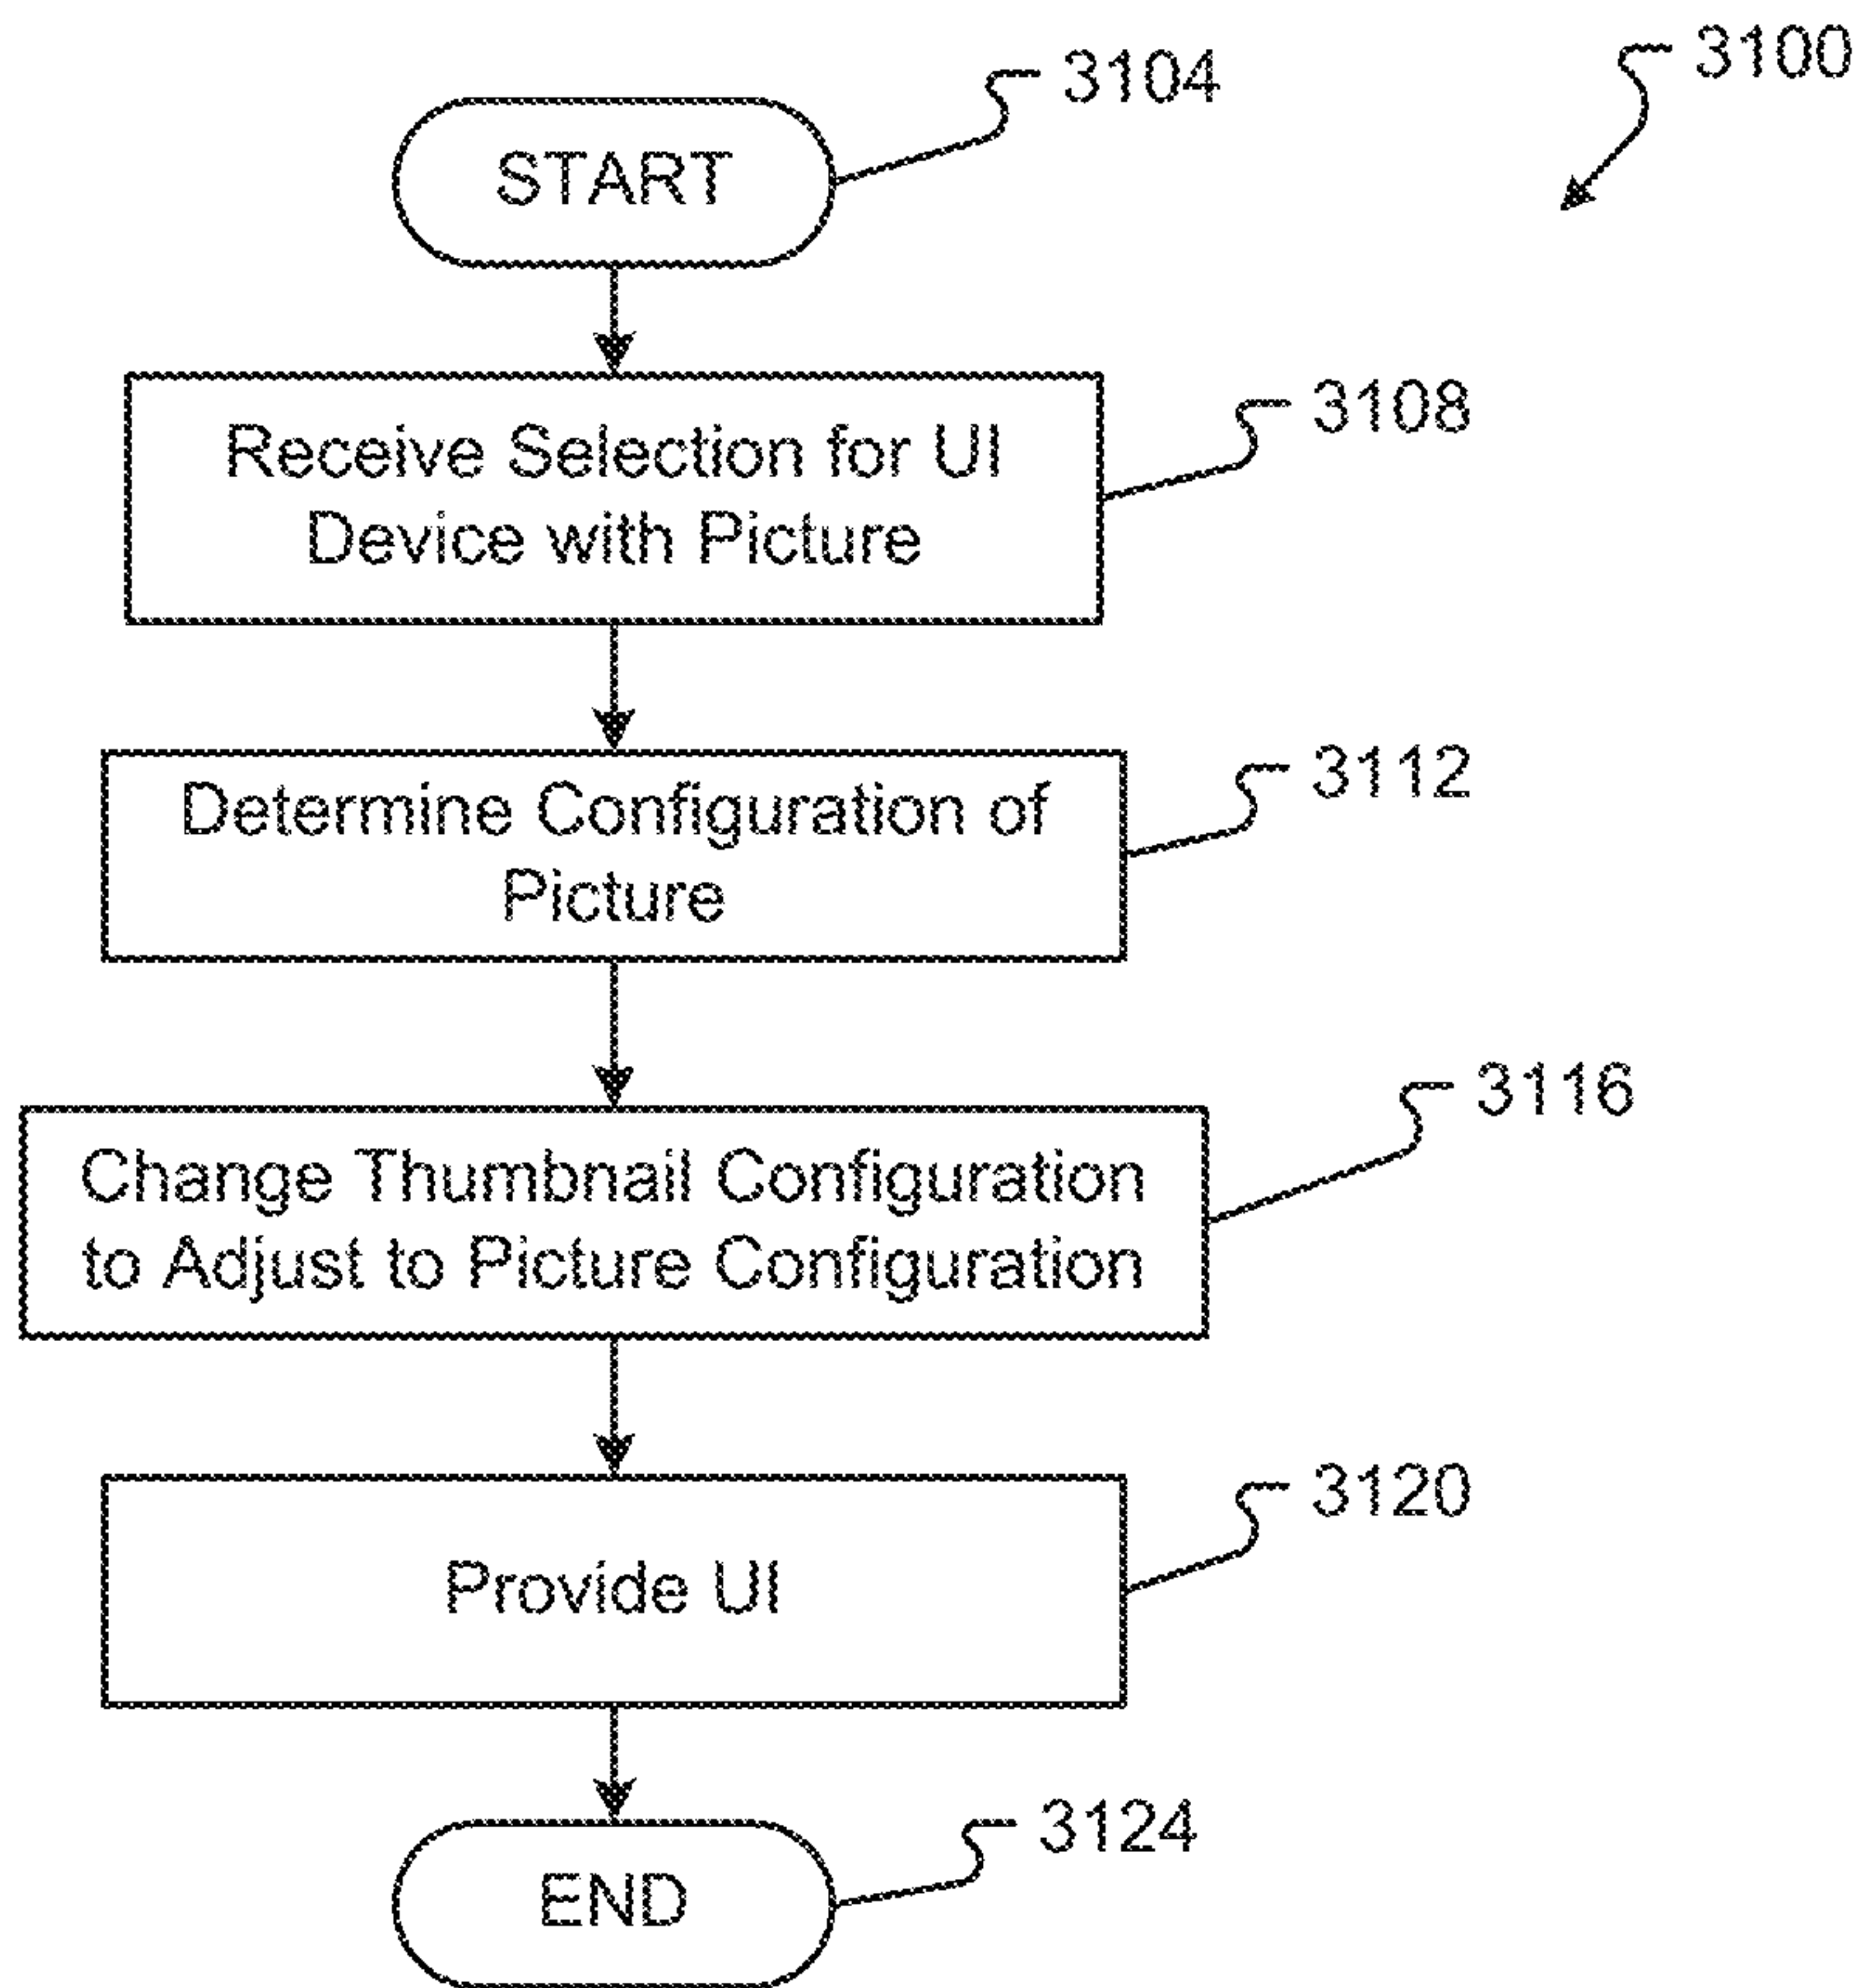 3100
3104
START
3108
Receive Selection for UI
Device with Picture
3112
Determine Configuration of
Picture
3116
Change Thumbnail Configuration
to Adjust to Picture Configuration
3120
Provide UI
3124
END